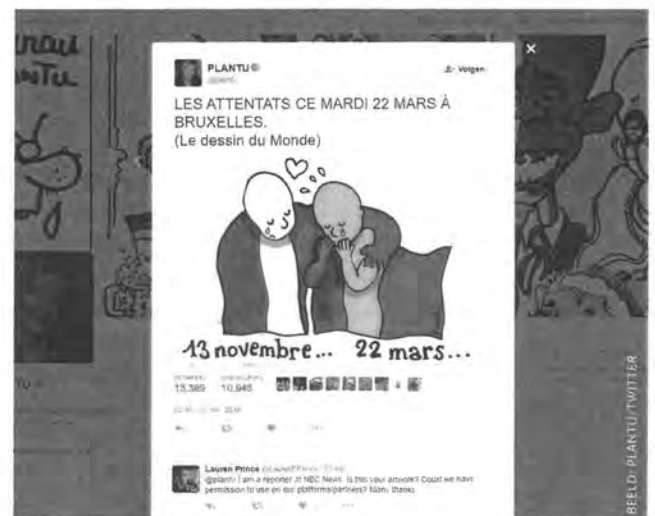 PLANTU
Volgen
LES ATTENTATS CE MARDI 22 MARS À
BRUXELLES.
(Le dessin du Monde)
13 novembre... 22 mars...
13,389 10,948
Lauren Prince
@plantu I am a reporter at NBC News. Is this your artwork? Could we have
permission to use on our platforms/partners? Many thanks
BEELD: PLANTU/TWITTER